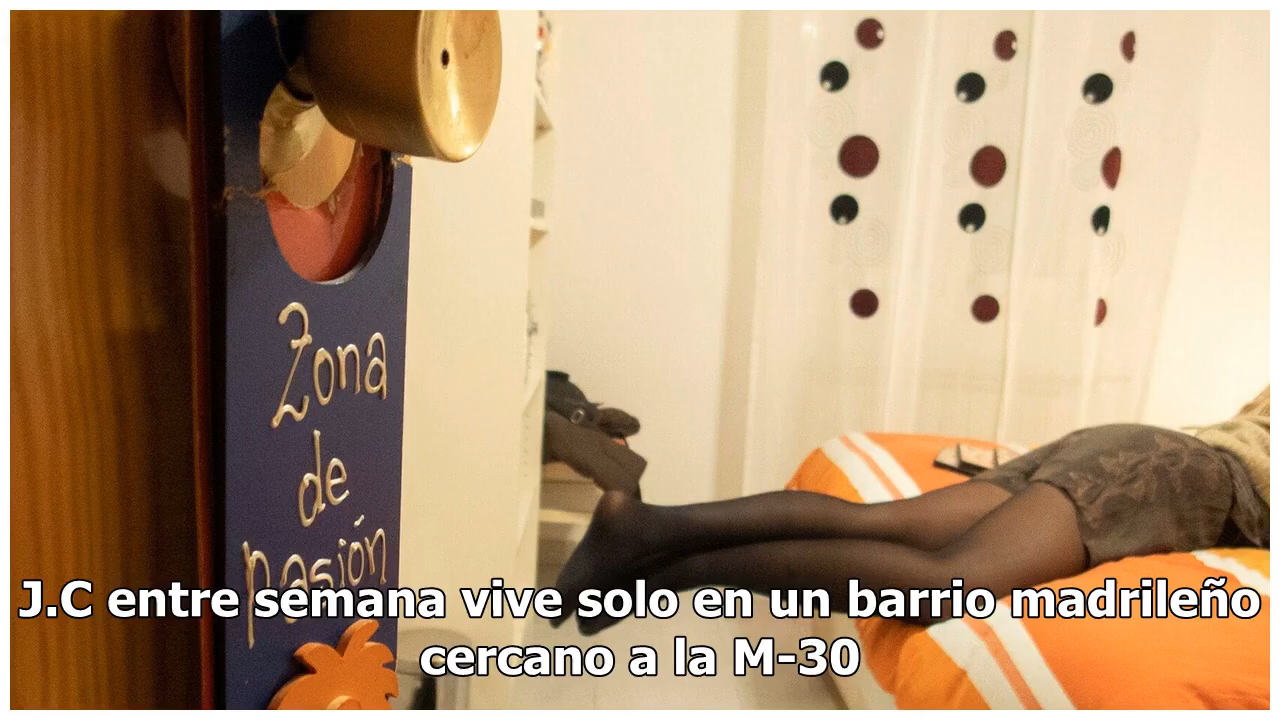 Zona
de
pasión
J.C entre semana vive solo en un barrio madrileño
cercano a la M-30